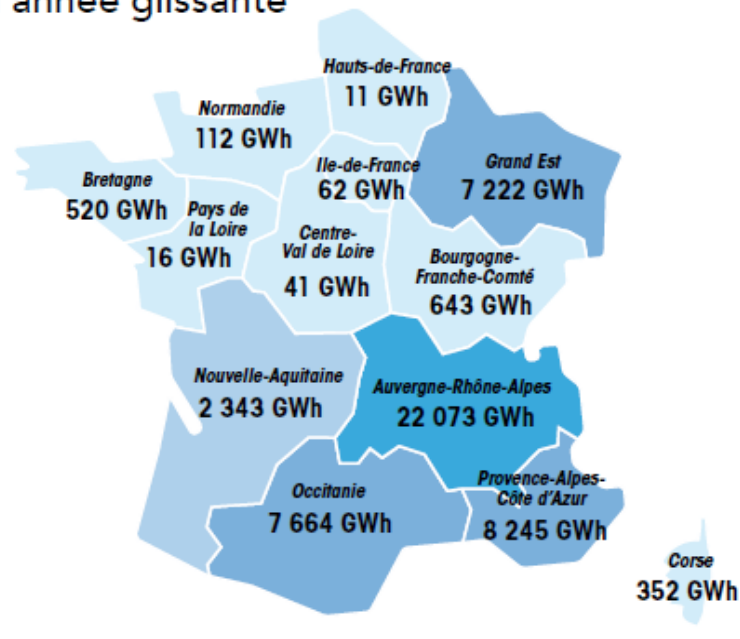 année glissante
Hauts-de-France
11 GWh
Normandie
112 GWh
Ile-de-France
62 GWh
Grand Est
7 222 GWh
Bretagne
520 GWh
Pays de
la Loire
16 GWh
Centre-
Val de Loire
41 GWh
Bourgogne-
Franche-Comté
643 GWh
Nouvelle-Aquitaine
2 343 GWh
Auvergne-Rhône-Alpes
22 073 GWh
Occitanie
7 664 GWh
Provence-Alpes-
Côte d'Azur
8 245 GWh
Corse
352 GWh